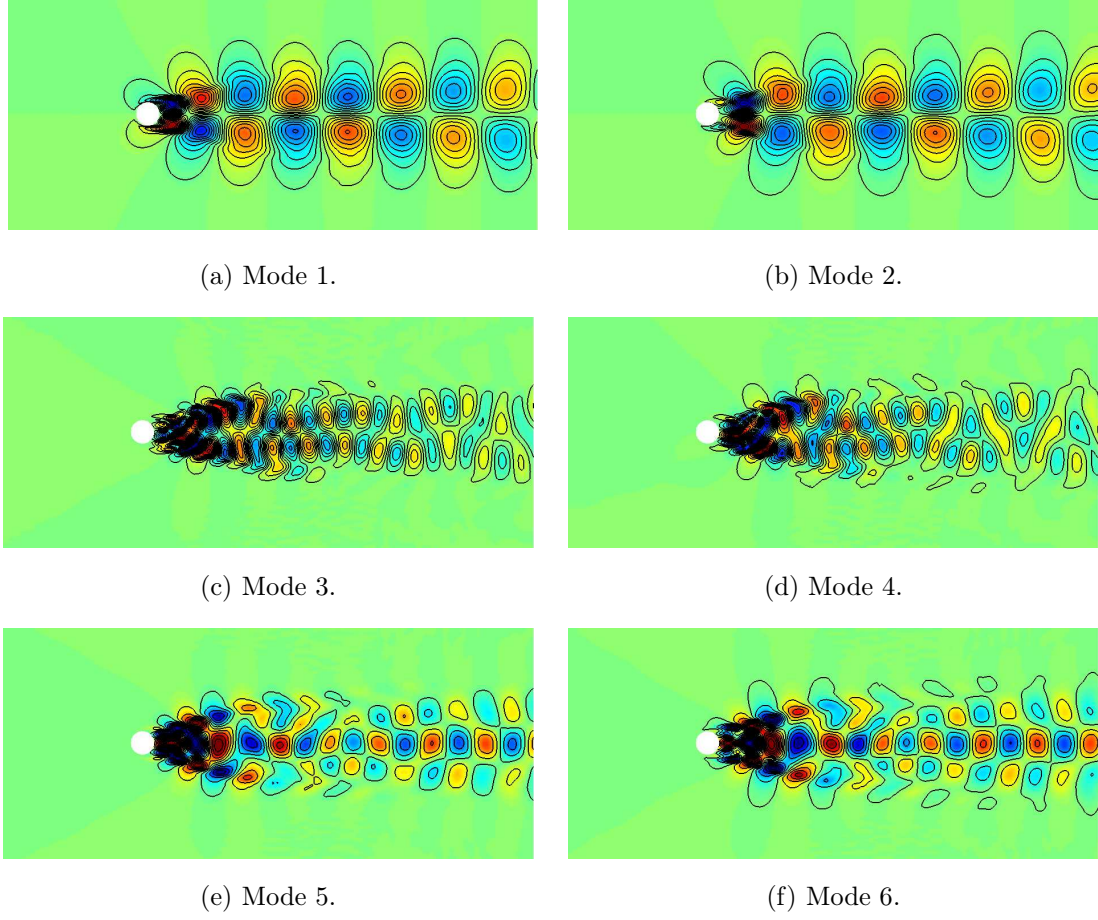 (a) Mode 1.
(b) Mode 2.
(c) Mode 3.
(d) Mode 4.
(e) Mode 5.
(f) Mode 6.